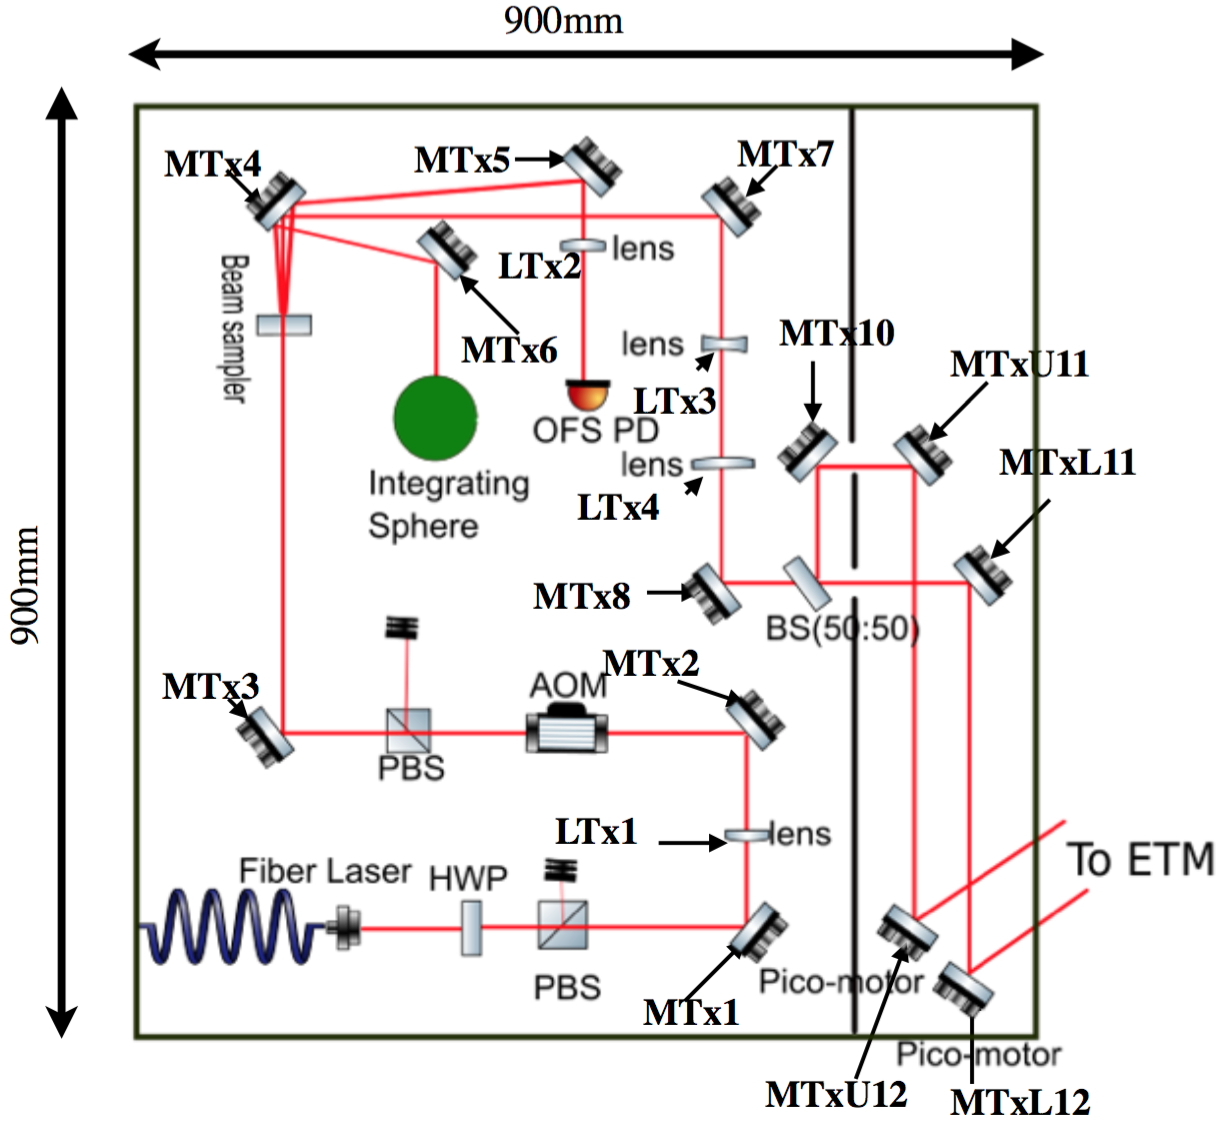 900mm
900mm
MTx4
MTx5
MTx7
lens
LTx2
Beam sampler
MTx6
lens
LTx3
MTx10
MTxU11
OFS PD
lens
LTx4
MTxL11
Integrating
Sphere
MTx8
BS(50:50)
MTx3
AOM
MTx2
PBS
LTx1
lens
To ETM
Fiber Laser
HWP
PBS
Pico-motor
MTx1
Pico-motor
MTxU12
MTxL12